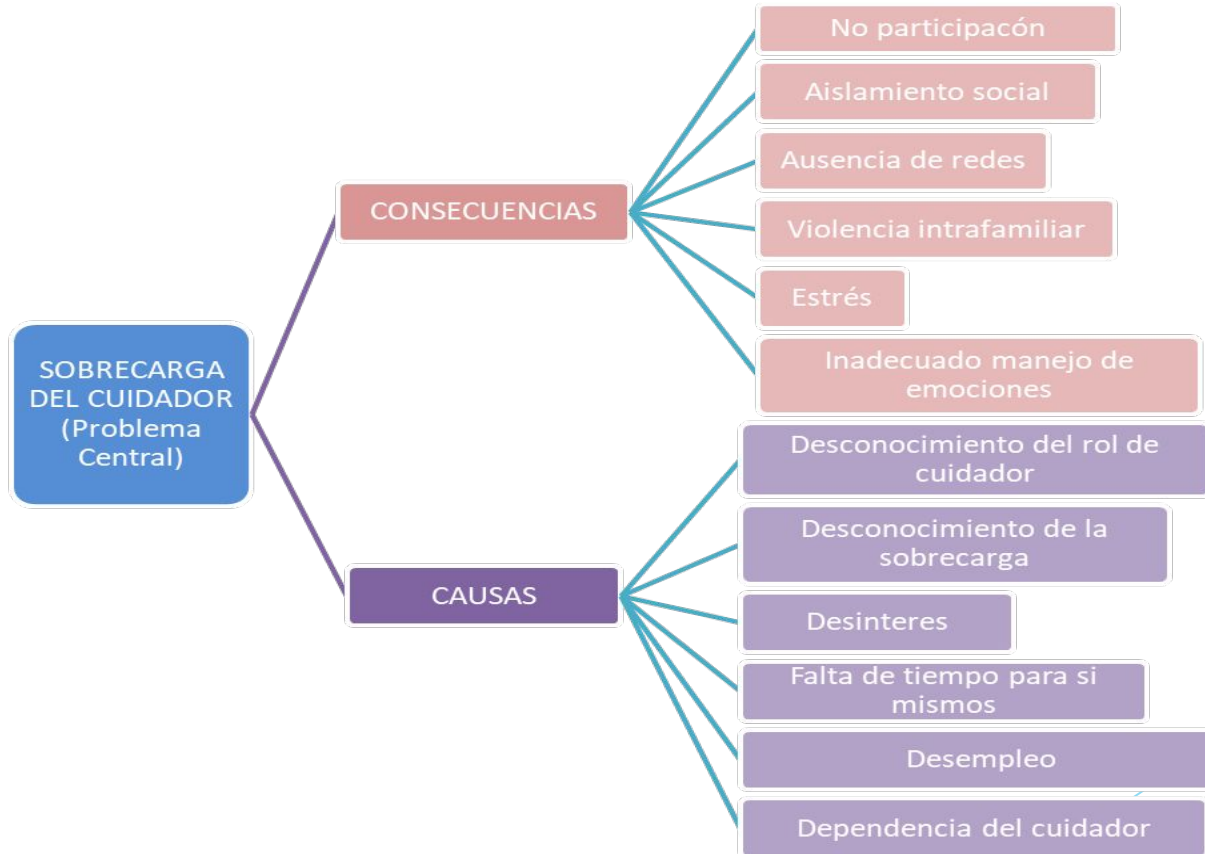 SOBRECARGA
DEL CUIDADOR
(Problema
Central)
CONSECUENCIAS
No participacón
Aislamiento social
Ausencia de redes
Violencia intrafamiliar
Estrés
Inadecuado manejo de
emociones
CAUSAS
Desconocimiento del rol de
cuidador
Desconocimiento de la
sobrecarga
Desinteres
Falta de tiempo para si
mismos
Desempleo
Dependencia del cuidador